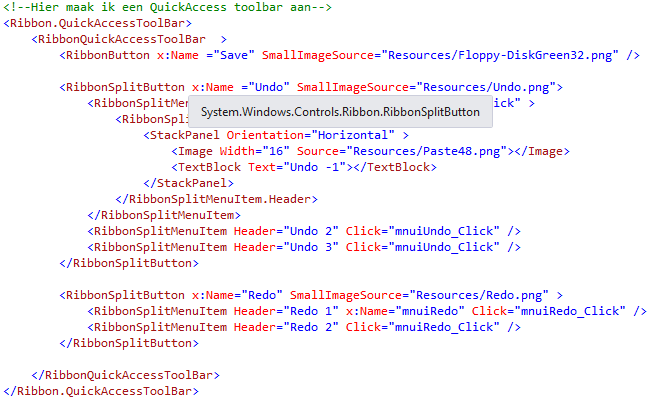 <!--Hier maak ik een QuickAccess toolbar aan-->
<Ribbon.QuickAccessToolBar>
<RibbonQuickAccessToolBar >
<RibbonButton x:Name ="Save" SmallImageSource="Resources/Floppy-DiskGreen32.png" />
<RibbonSplitButton x:Name ="Undo" SmallImageSource="Resources/Undo.png">
<RibbonSplitMen ick" >
System.Windows.Controls.Ribbon.RibbonSplitButton
<RibbonSpl
<StackPanel Orientation="Horizontal" >
<Image Width="16" Source="Resources/Paste48.png"></Image>
<TextBlock Text="Undo -1"></TextBlock>
</StackPanel>
</RibbonSplitMenuItem.Header>
</RibbonSplitMenuItem>
<RibbonSplitMenuItem Header="Undo 2" Click="mnuiUndo_Click" />
<RibbonSplitMenuItem Header="Undo 3" Click="mnuiUndo_Click" />
</RibbonSplitButton>
<RibbonSplitButton x:Name="Redo" SmallImageSource="Resources/Redo.png" >
<RibbonSplitMenuItem Header="Redo 1" x:Name="mnuiRedo" Click="mnuiRedo_Click" />
<RibbonSplitMenuItem Header="Redo 2" Click="mnuiRedo_Click" />
</RibbonSplitButton>
</RibbonQuickAccessToolBar>
</Ribbon.QuickAccessToolBar>